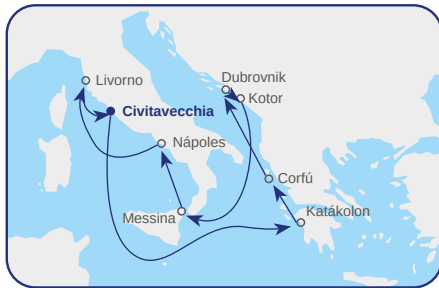 Dubrovnik
Livorno
Kotor
Civitavecchia
Nápoles
Corfú
Messina
Katákolon